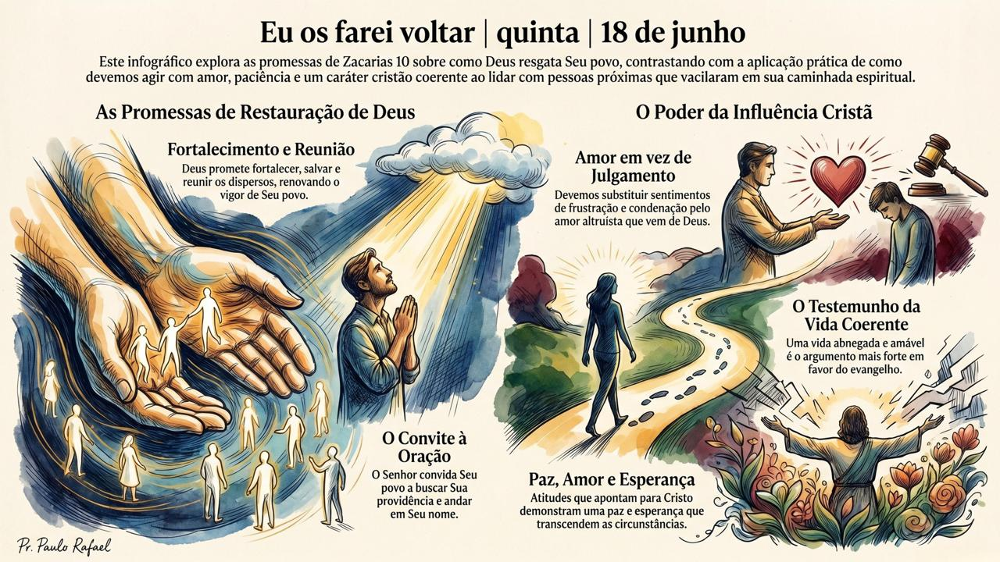 Eu os farei voltar | quinta | 18 de junho
Este infográfico explora as promessas de Zacarias 10 sobre como Deus resgata Seu povo, contrastando com a aplicação prática de como
devemos agir com amor, paciência e um caráter cristão coerente ao lidar com pessoas próximas que vacilaram em sua caminhada espiritual.
As Promessas de Restauração de Deus
Fortalecimento e Reunião
Deus promete fortalecer, salvar e
reunir os dispersos, renovando o
vigor de Seu povo.
O Convite à
Oração
O Senhor convida Seu
povo a buscar Sua
providência e andar
em Seu nome.
O Poder da Influência Cristã
Amor em vez de
Julgamento
Devemos substituir sentimentos
de frustração e condenação pelo
amor altruísta que vem de Deus.
O Testemunho da
Vida Coerente
Uma vida abnegada e amável
é o argumento mais forte em
favor do evangelho.
Paz, Amor e Esperança
Atitudes que apontam para Cristo
demonstram uma paz e esperança que
transcendem as circunstâncias.
Pr. Paulo Rafael